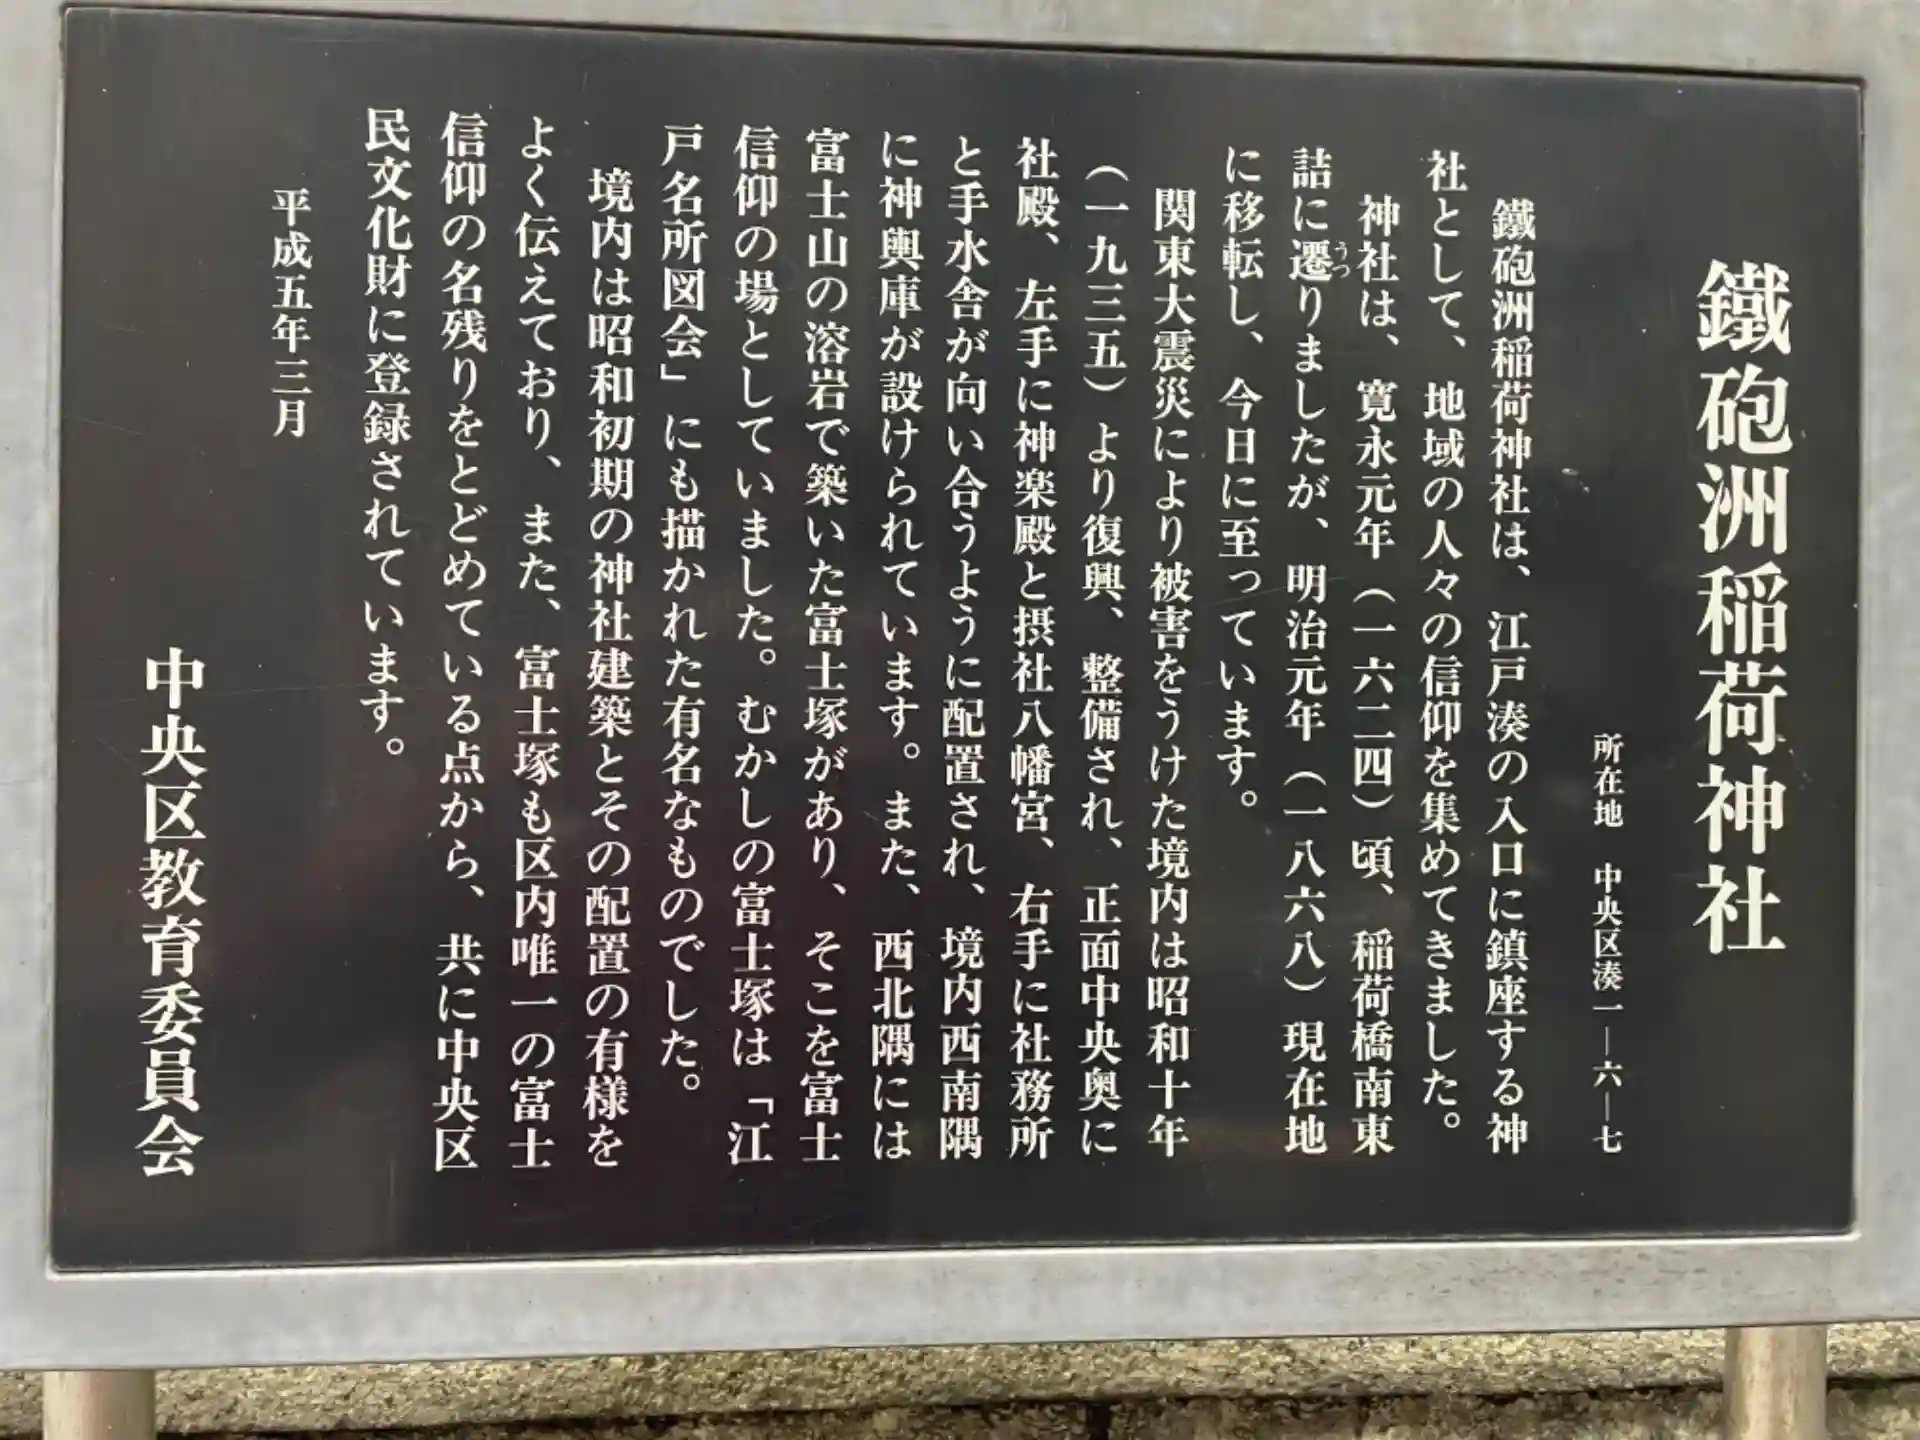 鐵砲洲稲荷神社
所在地 中央区湊一―六―七
鐵砲洲稲荷神社は、江戸湊の入口に鎮座する神
社として、地域の人々の信仰を集めてきました。
神社は、寛永元年(一六二四)頃、稲荷橋南東
詰に遷りましたが、明治元年(一八六八)現在地
うつ
に移転し、今日に至っています。
関東大震災により被害をうけた境内は昭和十年
(一九三五)より復興、整備され、正面中央奥に
社殿、左手に神楽殿と摂社八幡宮、右手に社務所
と手水舎が向い合うように配置され、境内西南隅
に神輿庫が設けられています。また、西北隅には
富士山の溶岩で築いた富士塚があり、そこを富士
信仰の場としていました。むかしの富士塚は「江
戸名所図会」にも描かれた有名なものでした。
境内は昭和初期の神社建築とその配置の有様を
よく伝えており、また、富士塚も区内唯一の富士
信仰の名残りをとどめている点から、共に中央区
民文化財に登録されています。
平成五年三月
中央区教育委員会